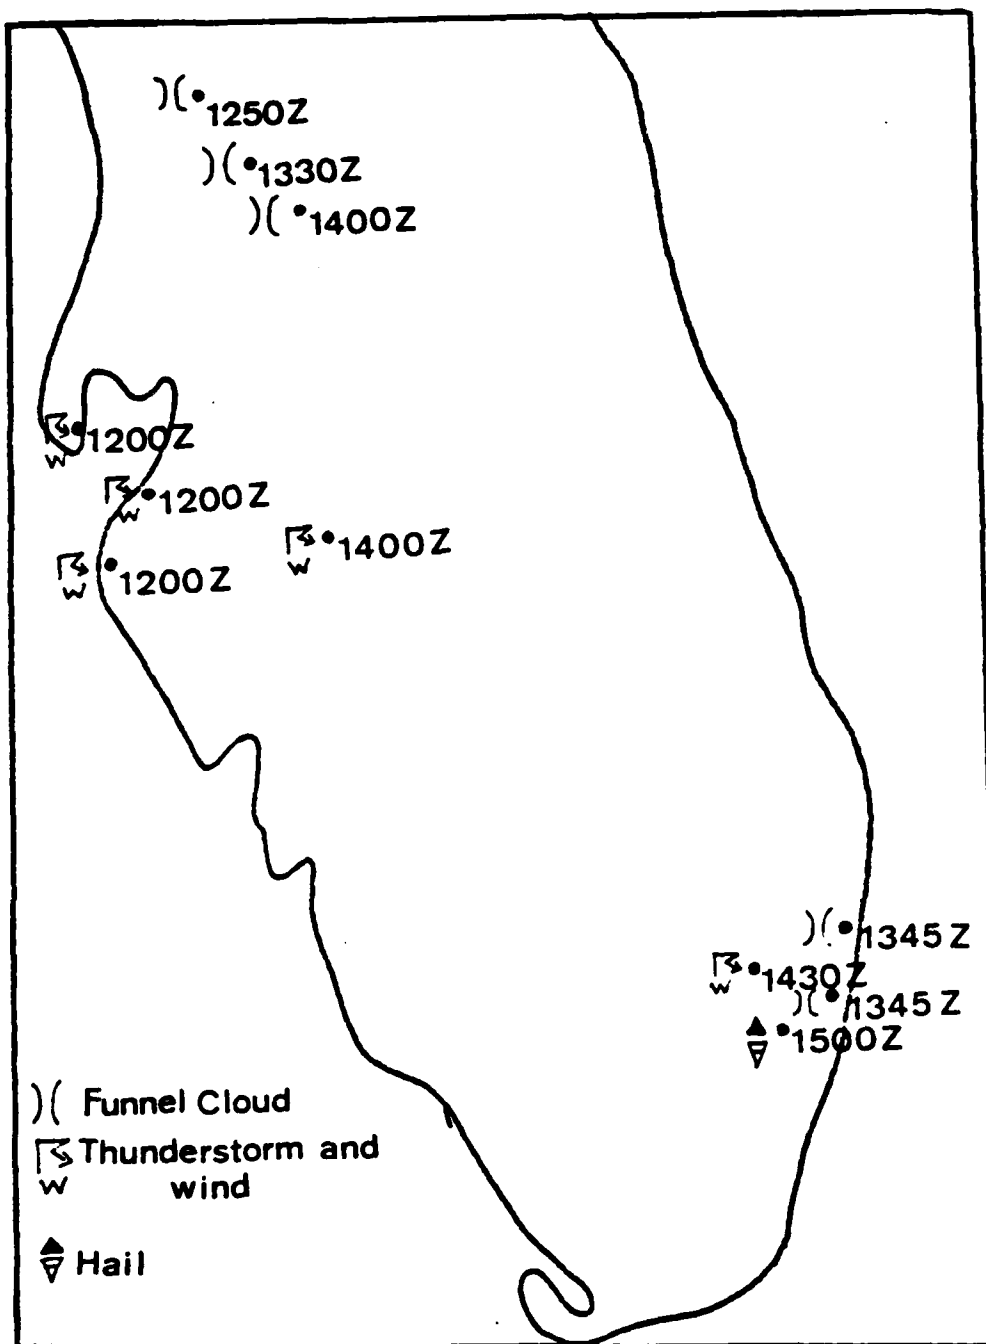 1250Z
1330Z
1400Z
1200Z
W
1200Z
W
1400Z
W
1200Z
W
1345Z
1430Z
W
1345Z
1500Z
Funnel Cloud
Thunderstorm and
W wind
Hail